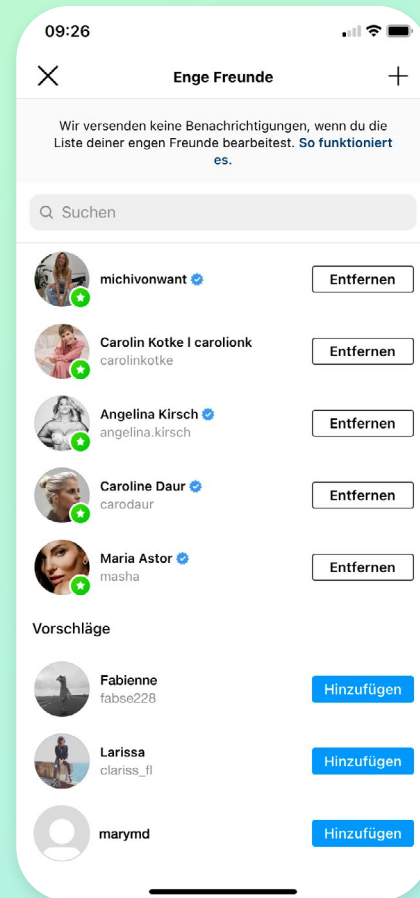 09:26
Enge Freunde
Wir versenden keine Benachrichtigungen, wenn du die
Liste deiner engen Freunde bearbeitest. So funktioniert
es.
Suchen
michivonwant
Entfernen
Carolin Kotke l carolionk
carolinkotke
Entfernen
Angelina Kirsch
angelina.kirsch
Entfernen
Caroline Daur
carodaur
Entfernen
Maria Astor
masha
Entfernen
Vorschläge
Fabienne
fabse228
Hinzufügen
Larissa
clariss_fl
Hinzufügen
marymd
Hinzufügen